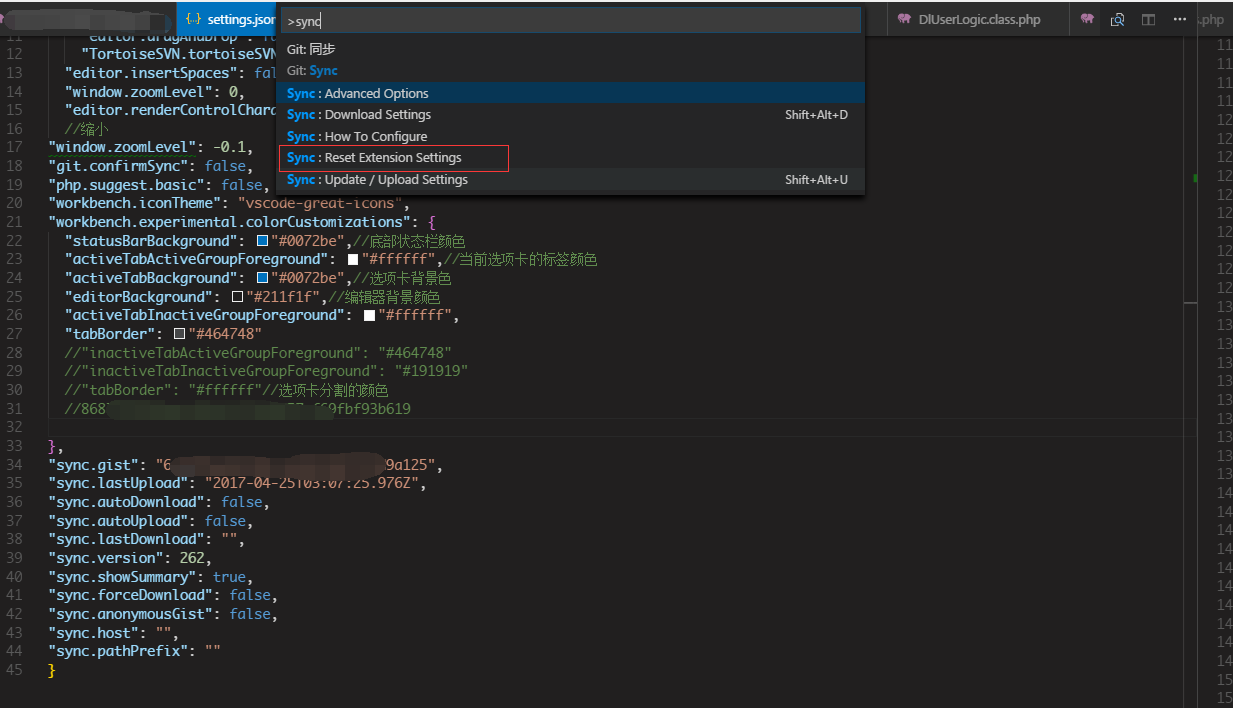 settings.json
>sync
DlUserLogic.class.php
.php
Git: 同步
Git: Sync
Sync : Advanced Options
Sync : Download Settings Shift+Alt+D
Sync : How To Configure
Sync : Reset Extension Settings
Sync : Update / Upload Settings Shift+Alt+U
11 "editor.dragAndDrop": f
12 "TortoiseSVN.tortoiseSVN
13 "editor.insertSpaces": fal
14 "window.zoomLevel": 0,
15 "editor.renderControlChara
16 //缩小
17 "window.zoomLevel": -0.1,
18 "git.confirmSync": false,
19 "php.suggest.basic": false,
20 "workbench.iconTheme": "vscode-great-icons",
21 "workbench.experimental.colorCustomizations": {
22 "statusBarBackground": "#0072be",//底部状态栏颜色
23 "activeTabActiveGroupForeground": "#ffffff",//当前选项卡的标签颜色
24 "activeTabBackground": "#0072be",//选项卡背景色
25 "editorBackground": "#211f1f",//编辑器背景颜色
26 "activeTabInactiveGroupForeground": "#ffffff",
27 "tabBorder": "#464748"
28 //"inactiveTabActiveGroupForeground": "#464748"
29 //"inactiveTabInactiveGroupForeground": "#191919"
30 //"tabBorder": "#ffffff"//选项卡分割的颜色
31 //868 f69fbf93b619
32
33 },
34 "sync.gist": "6 9a125",
35 "sync.lastUpload": "2017-04-25T03:07:25.976Z",
36 "sync.autoDownload": false,
37 "sync.autoUpload": false,
38 "sync.lastDownload": "",
39 "sync.version": 262,
40 "sync.showSummary": true,
41 "sync.forceDownload": false,
42 "sync.anonymousGist": false,
43 "sync.host": "",
44 "sync.pathPrefix": ""
45 }